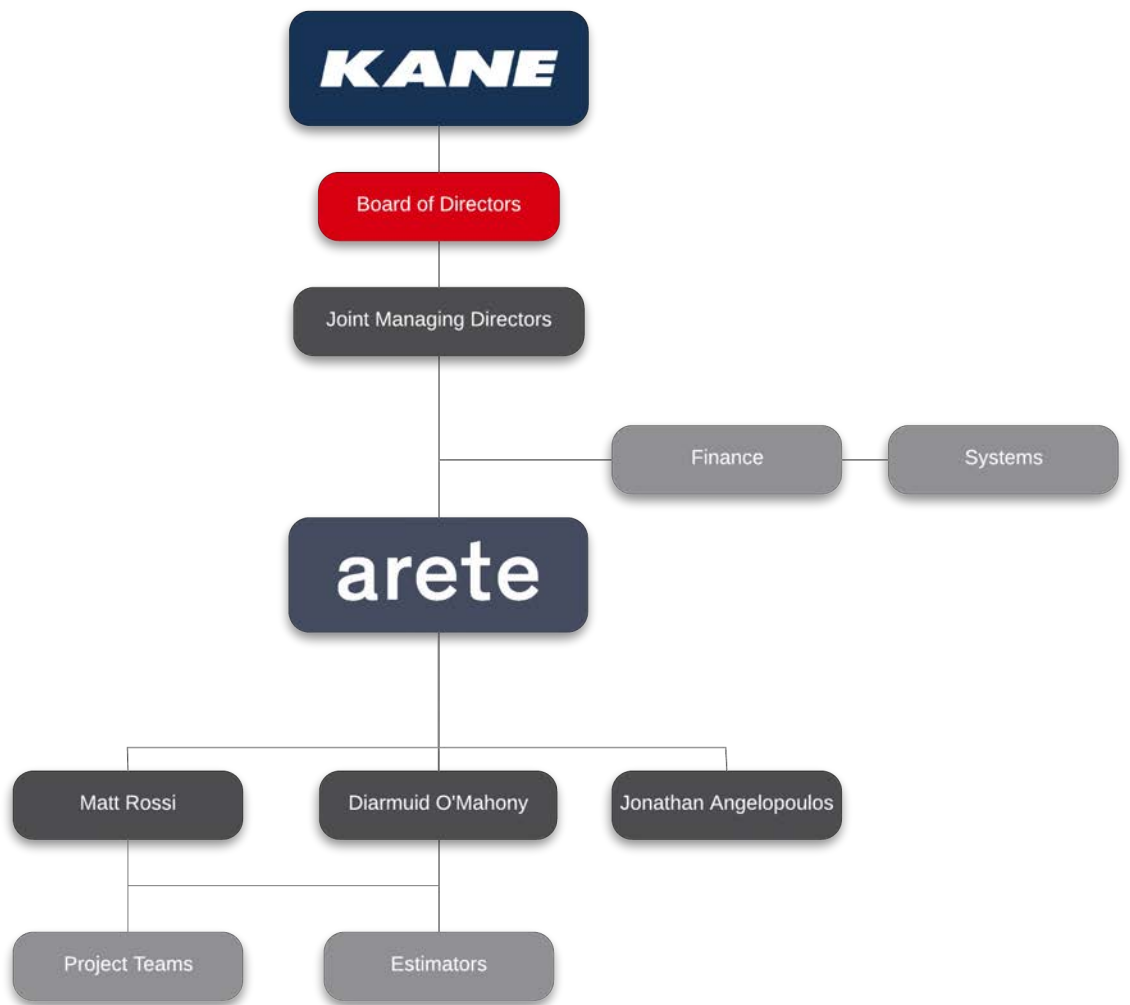 KANE
Board of Directors
Joint Managing Directors
Finance
Systems
arete
Matt Rossi
Diarmuid O'Mahony
Jonathan Angelopoulos
Project Teams
Estimators